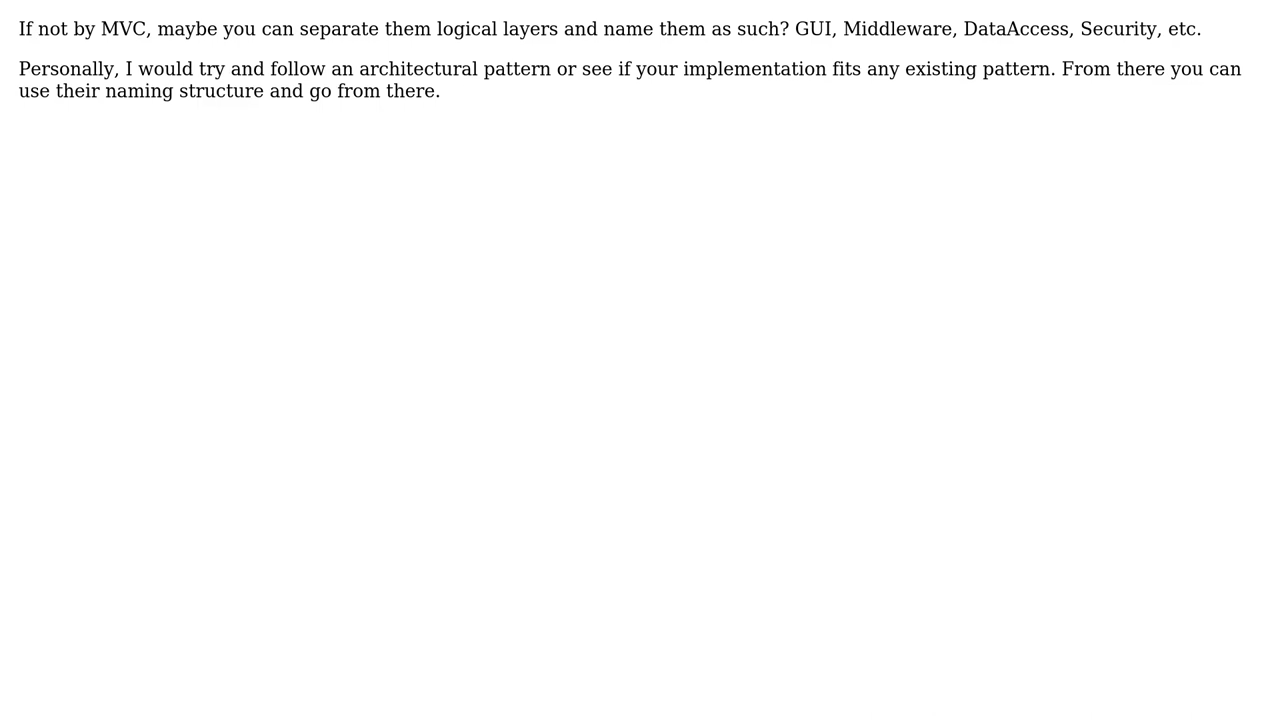 If not by MVC, maybe you can separate them logical layers and name them as such? GUI, Middleware, DataAccess, Security, etc.
Personally, I would try and follow an architectural pattern or see if your implementation fits any existing pattern. From there you can
use their naming structure and go from there.